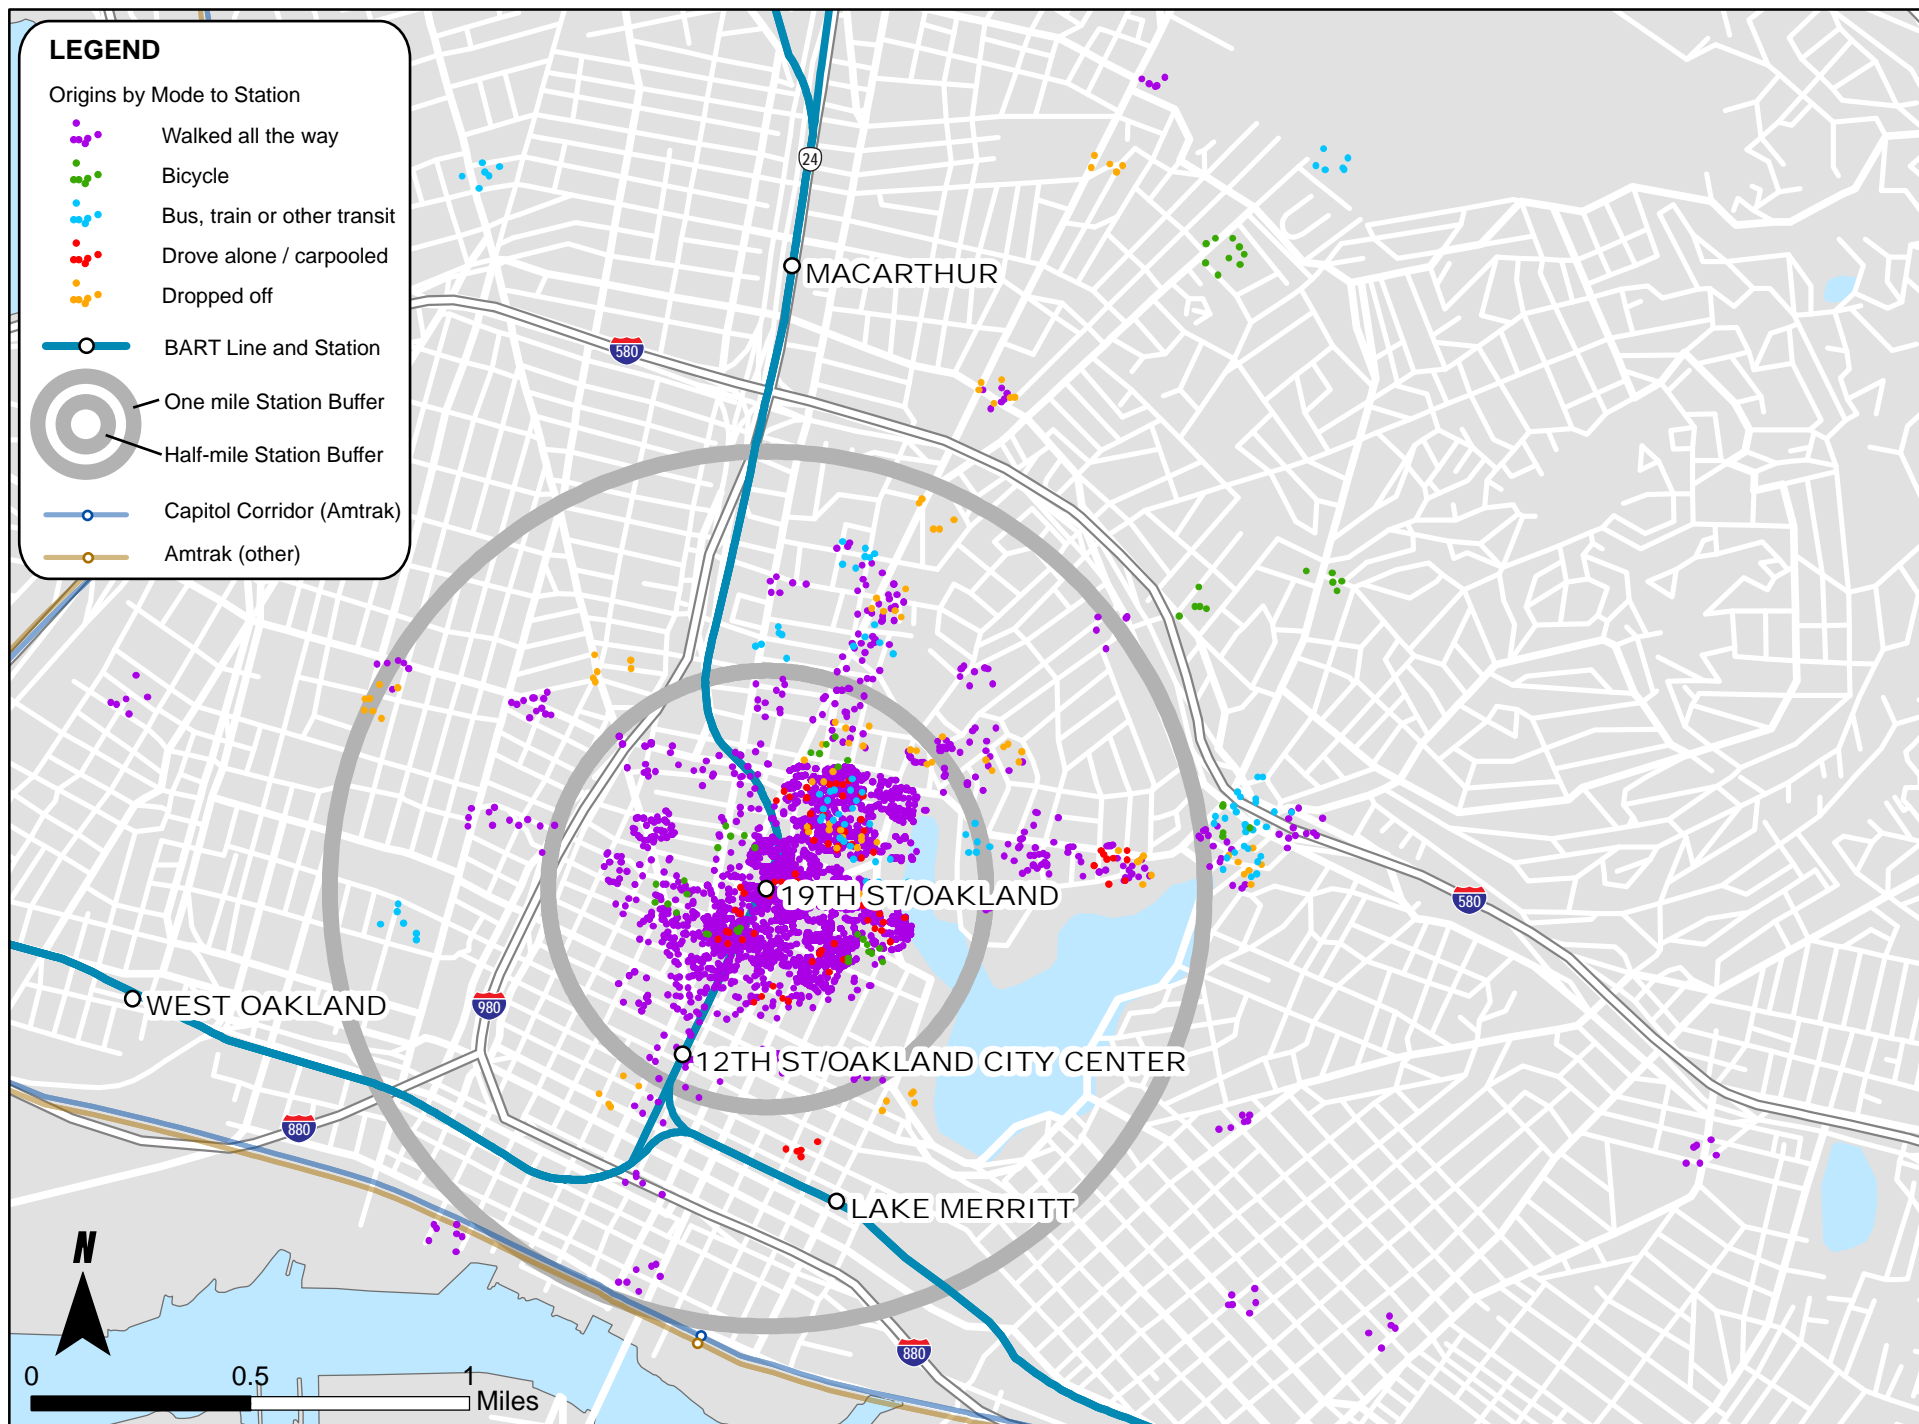 LEGEND
Origins by Mode to Station
Walked all the way
Bicycle
Bus, train or other transit
Drove alone / carpooled
Dropped off
BART Line and Station
One mile Station Buffer
Half-mile Station Buffer
Capitol Corridor (Amtrak)
Amtrak (other)
24
MACARTHUR
580
19TH ST/OAKLAND
580
WEST OAKLAND
980
12TH ST/OAKLAND CITY CENTER
880
LAKE MERRITT
N
880
0 0.5 1
Miles